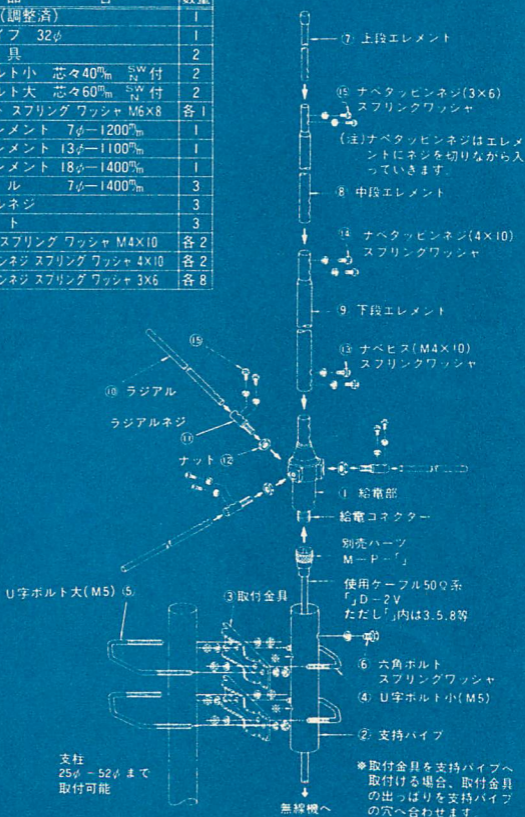 品 名 数量
(調整済) 1
イプ 32φ 1
具 2
ルト小 芯々40m/m SW N 付 2
ルト大 芯々60m/m SW N 付 2
スプリング ワッシャ M6×8 各1
レメント 7φ―1200m/m 1
レメント 13φ―1100m/m 1
レメント 18φ―1400m/m 1
ル 7φ―1400m/m 3
ルネジ 3
ト 3
スプリング ワッシャ M4×10 各2
ンネジ スプリング ワッシャ 4×10 各2
ンネジ スプリング ワッシャ 3×6 各8
⑦ 上段エレメント
⑮ ナベタッピンネジ(3×6)
スプリングワッシャ
(注)ナベタッピンネジはエレメ
ントにネジを切りながら入
っていきます.
⑧ 中段エレメント
⑭ ナベタッピンネジ(4×10)
スプリングワッシャ
⑨ 下段エレメント
⑬ ナベビス(M4×10)
スプリングワッシャ
⑮
⑩ ラジアル
ラジアルネジ
⑪
ナット ⑫
① 給電部
給電コネクター
別売パーツ
M―P―「」
使用ケーブル50Ω系
「」D―2V
ただし「」内は3.5.8等
U字ボルト大(M5) ⑤
③取付金具
⑥ 六角ボルト
スプリングワッシャ
④ U字ボルト小(M5)
② 支持パイプ
支柱
25φ―52φまで
取付可能
※取付金具を支持パイプへ
取付ける場合、取付金具
の出っぱりを支持パイプ
の穴へ合わせます.
無線機へ